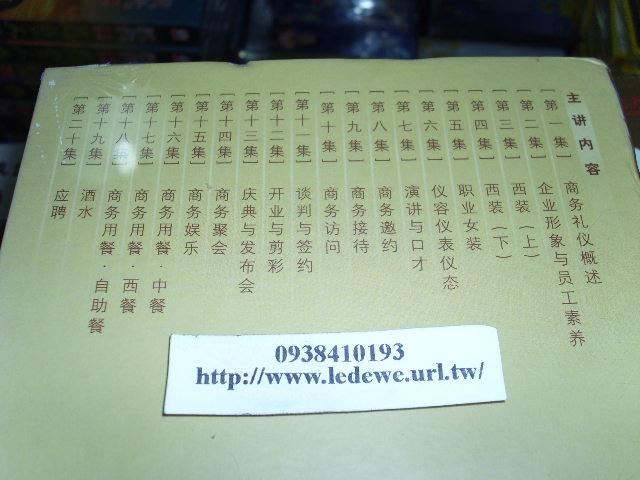 主讲内容
[第一集] 商务礼仪概述
[第二集] 企业形象与员工素养
[第三集] 西装（上）
[第四集] 西装（下）
[第五集] 职业女装
[第六集] 仪容仪表仪态
[第七集] 演讲与口才
[第八集] 商务邀约
[第九集] 商务接待
[第十集] 商务访问
[第十一集] 谈判与签约
[第十二集] 开业与剪彩
[第十三集] 庆典与发布会
[第十四集] 商务聚会
[第十五集] 商务娱乐
[第十六集] 商务用餐·中餐
[第十七集] 商务用餐·西餐
[第十八集] 商务用餐·自助餐
[第十九集] 酒水
[第二十集] 应聘
0938410193
http://www.ledewe.url.tw/